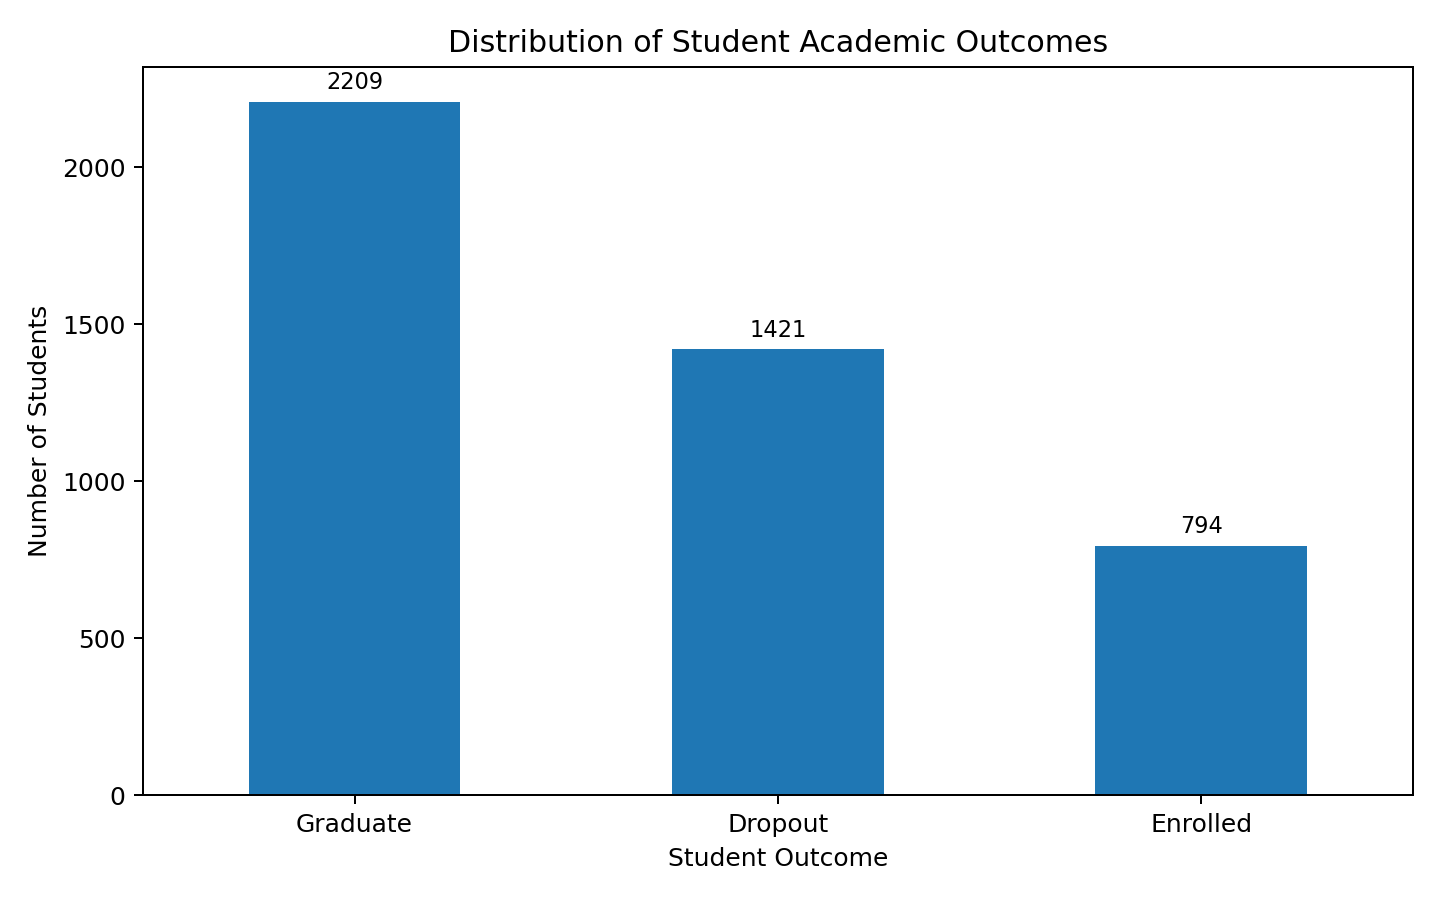 Distribution of Student Academic Outcomes
2209
2000
1500
1421
1000
794
500
0
Number of Students
Graduate
Dropout
Enrolled
Student Outcome